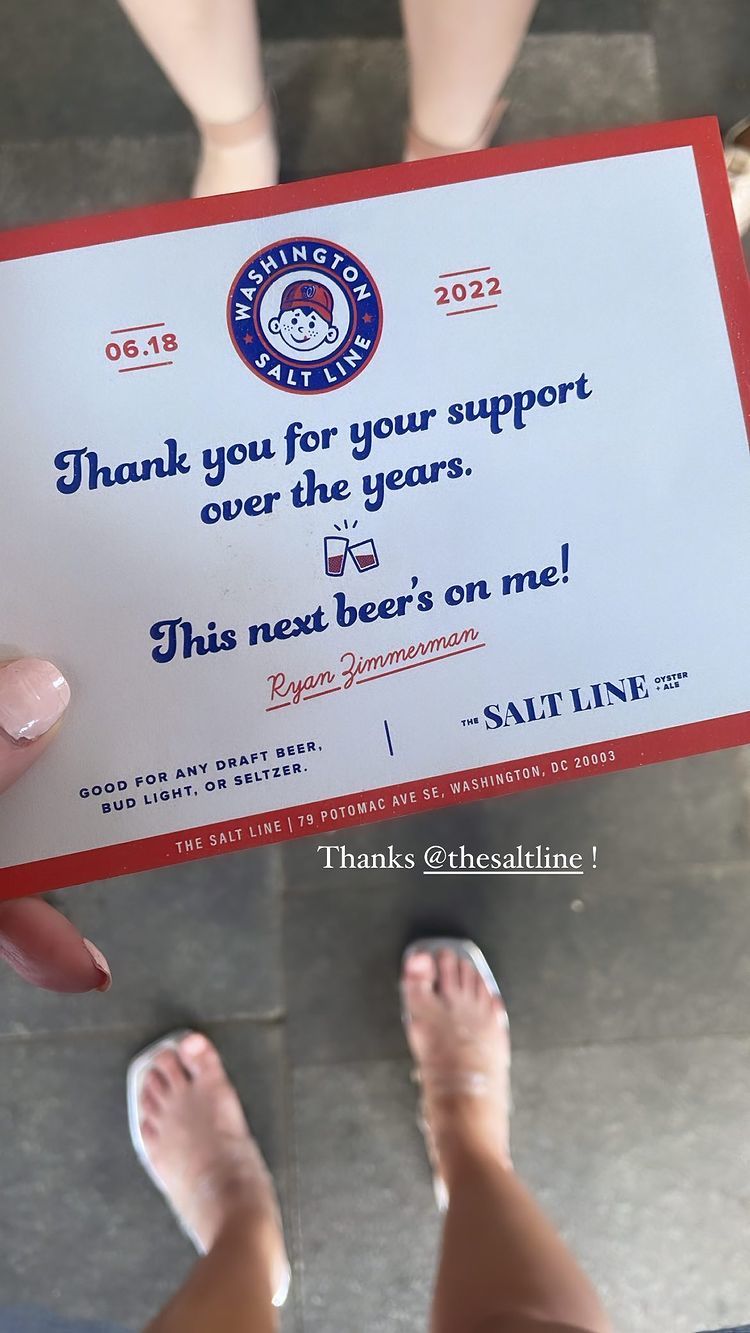 WASHINGTON
W
SALT LINE
06.18
2022
Thank you for your support
over the years.
This next beer's on me!
Ryan Zimmerman
GOOD FOR ANY DRAFT BEER,
BUD LIGHT, OR SELTZER.
THE SALT LINE OYSTER
+ ALE
THE SALT LINE | 79 POTOMAC AVE SE, WASHINGTON, DC 20003
Thanks @thesaltline !